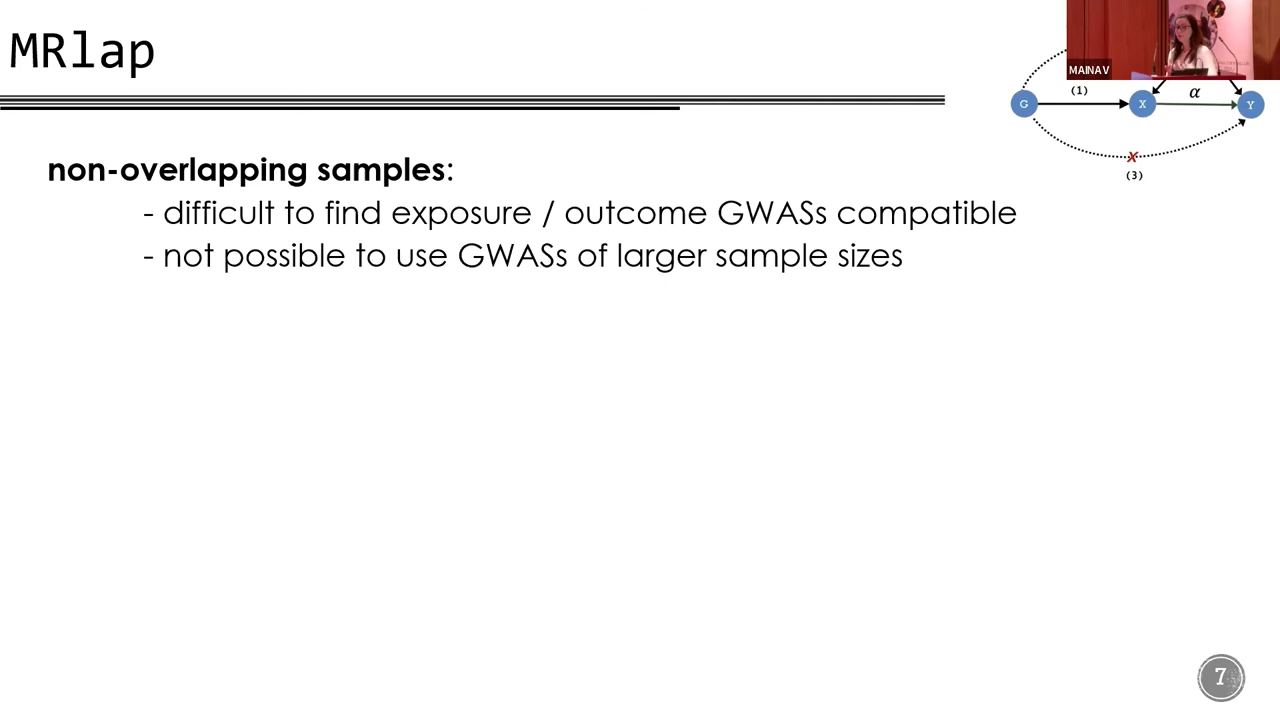 MRlap
MAINAV
(1)
α
G
X
Y
X
(3)
non-overlapping samples:
- difficult to find exposure / outcome GWASs compatible
- not possible to use GWASs of larger sample sizes
7